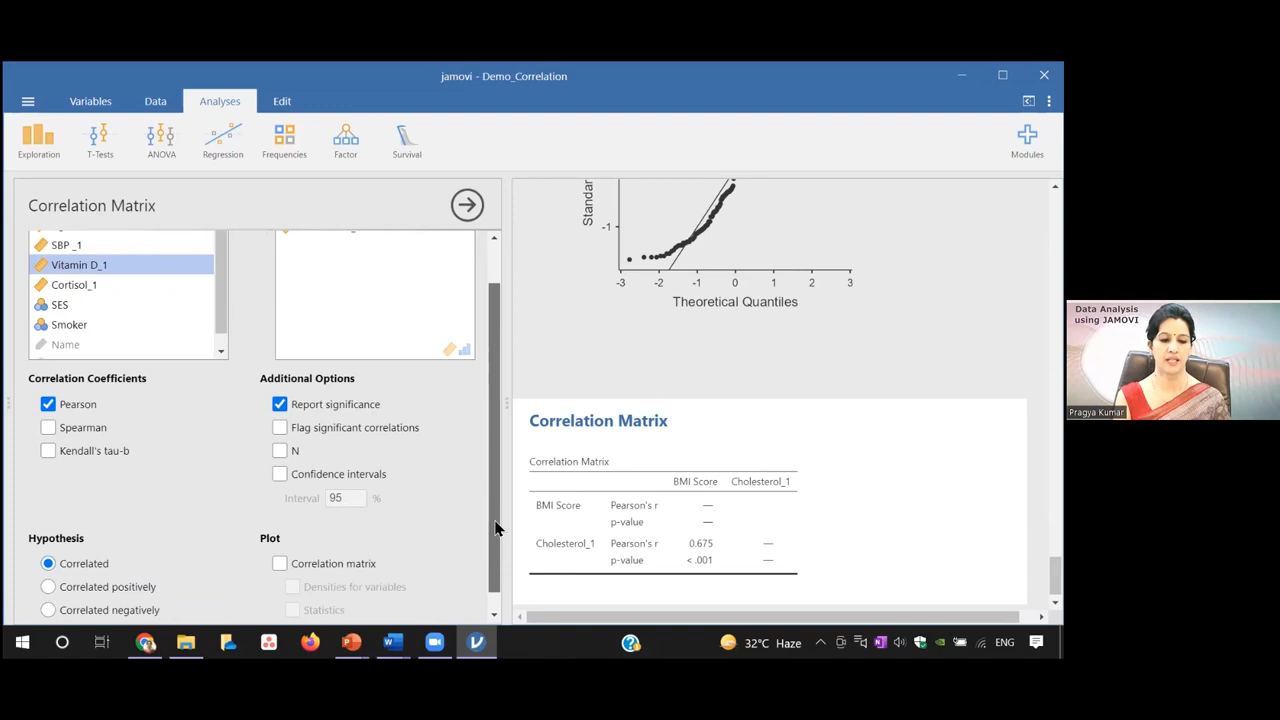 jamovi - Demo_Correlation
Variables
Data
Analyses
Edit
Exploration
T-Tests
ANOVA
Regression
Frequencies
Factor
Survival
Modules
Correlation Matrix
SBP _1
Vitamin D_1
Cortisol_1
SES
Smoker
Name
Correlation Coefficients
Pearson
Spearman
Kendall's tau-b
Additional Options
Report significance
Flag significant correlations
N
Confidence intervals
Interval 95 %
Hypothesis
Correlated
Correlated positively
Correlated negatively
Plot
Correlation matrix
Densities for variables
Statistics
Standar
-1
-3 -2 -1 0 1 2 3
Theoretical Quantiles
Correlation Matrix
Correlation Matrix
BMI Score Cholesterol_1
BMI Score Pearson's r —
p-value —
Cholesterol_1 Pearson's r 0.675 —
p-value < .001 —
Data Analysis
using JAMOVI
Pragya Kumar
32°C Haze
ENG